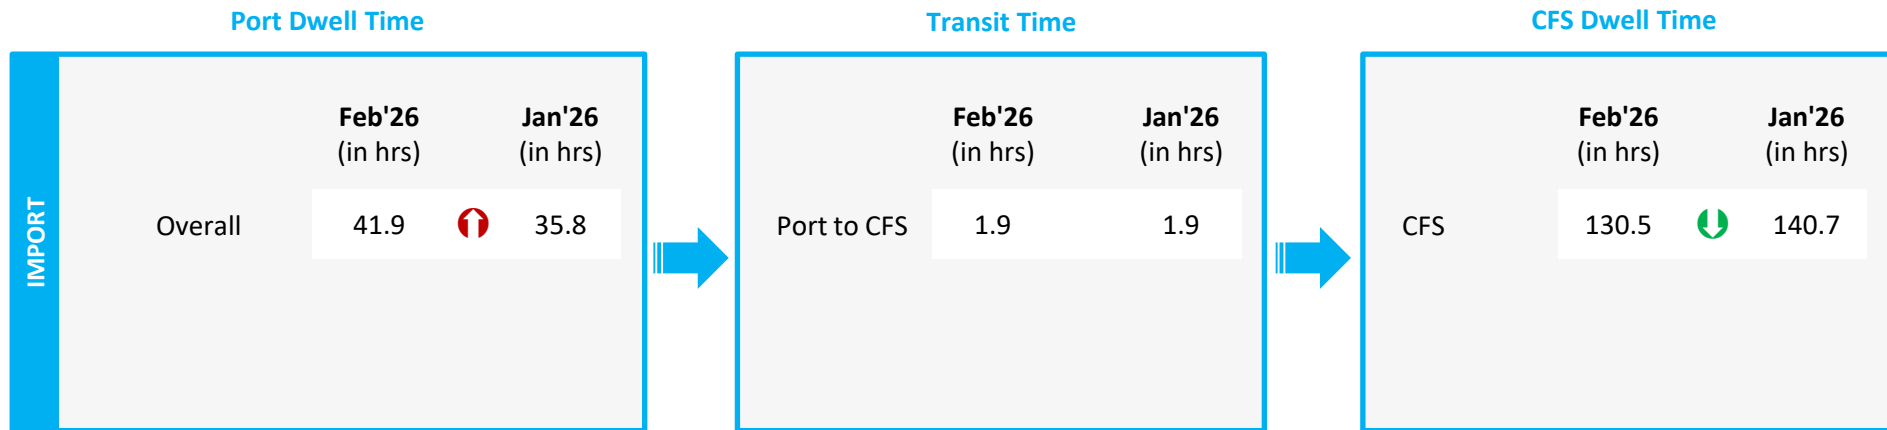 Port Dwell Time
Transit Time
CFS Dwell Time
IMPORT
Feb'26 Jan'26
(in hrs) (in hrs)
Overall 41.9 35.8
Feb'26 Jan'26
(in hrs) (in hrs)
Port to CFS 1.9 1.9
Feb'26 Jan'26
(in hrs) (in hrs)
CFS 130.5 140.7